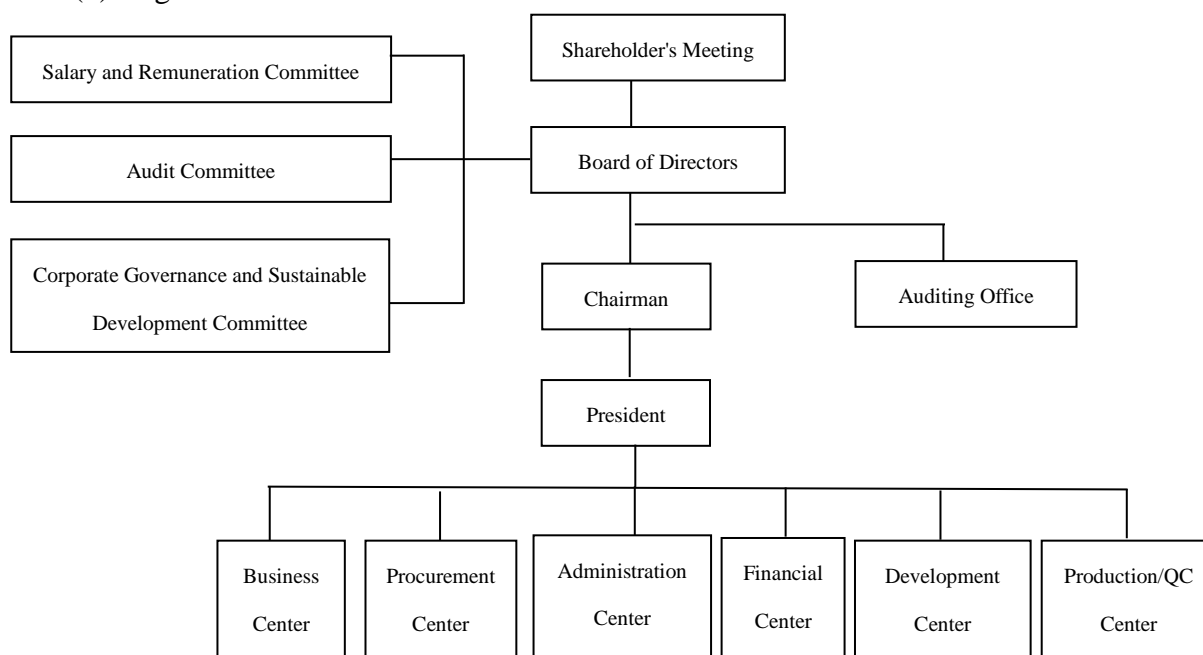 Shareholder's Meeting
Salary and Remuneration Committee
Board of Directors
Audit Committee
Corporate Governance and Sustainable
Development Committee
Chairman
Auditing Office
President
Business
Center
Procurement
Center
Administration
Center
Financial
Center
Development
Center
Production/QC
Center